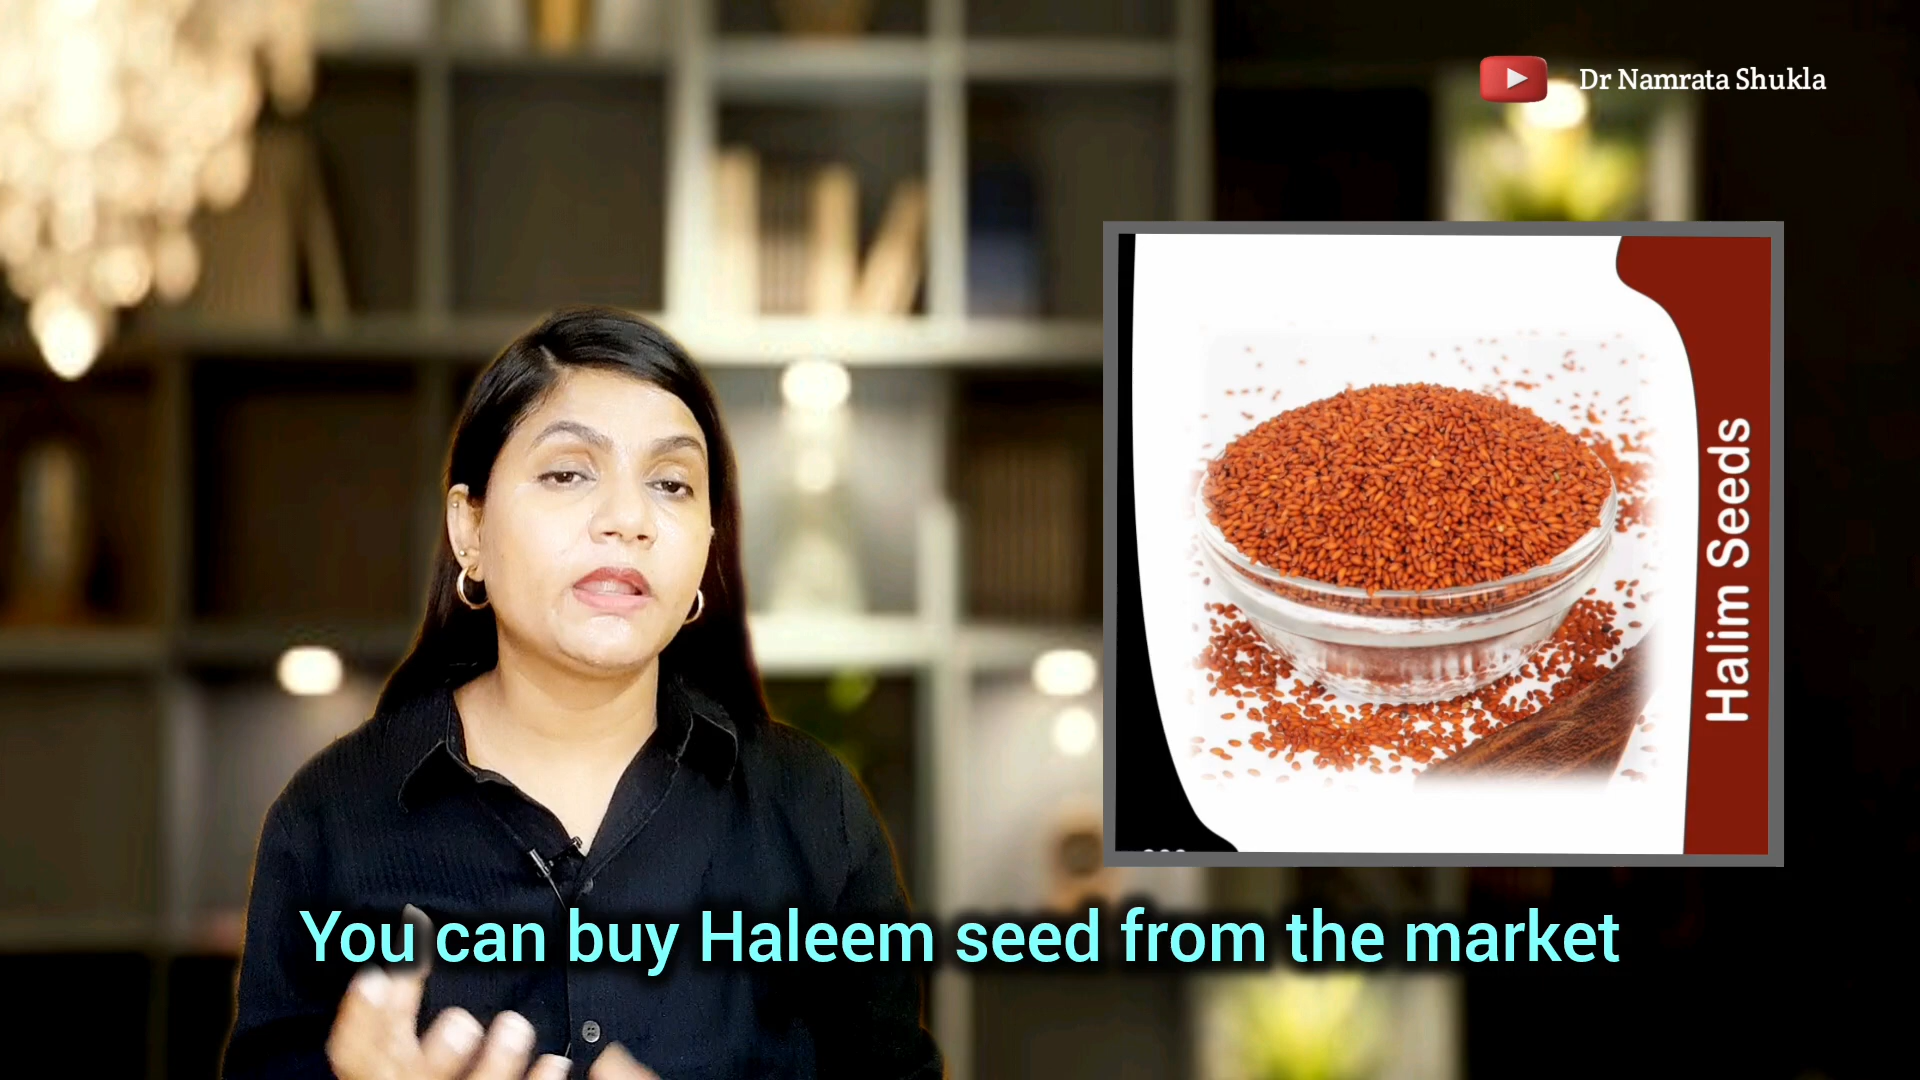 Dr Namrata Shukla
Halim Seeds
You can buy Haleem seed from the market